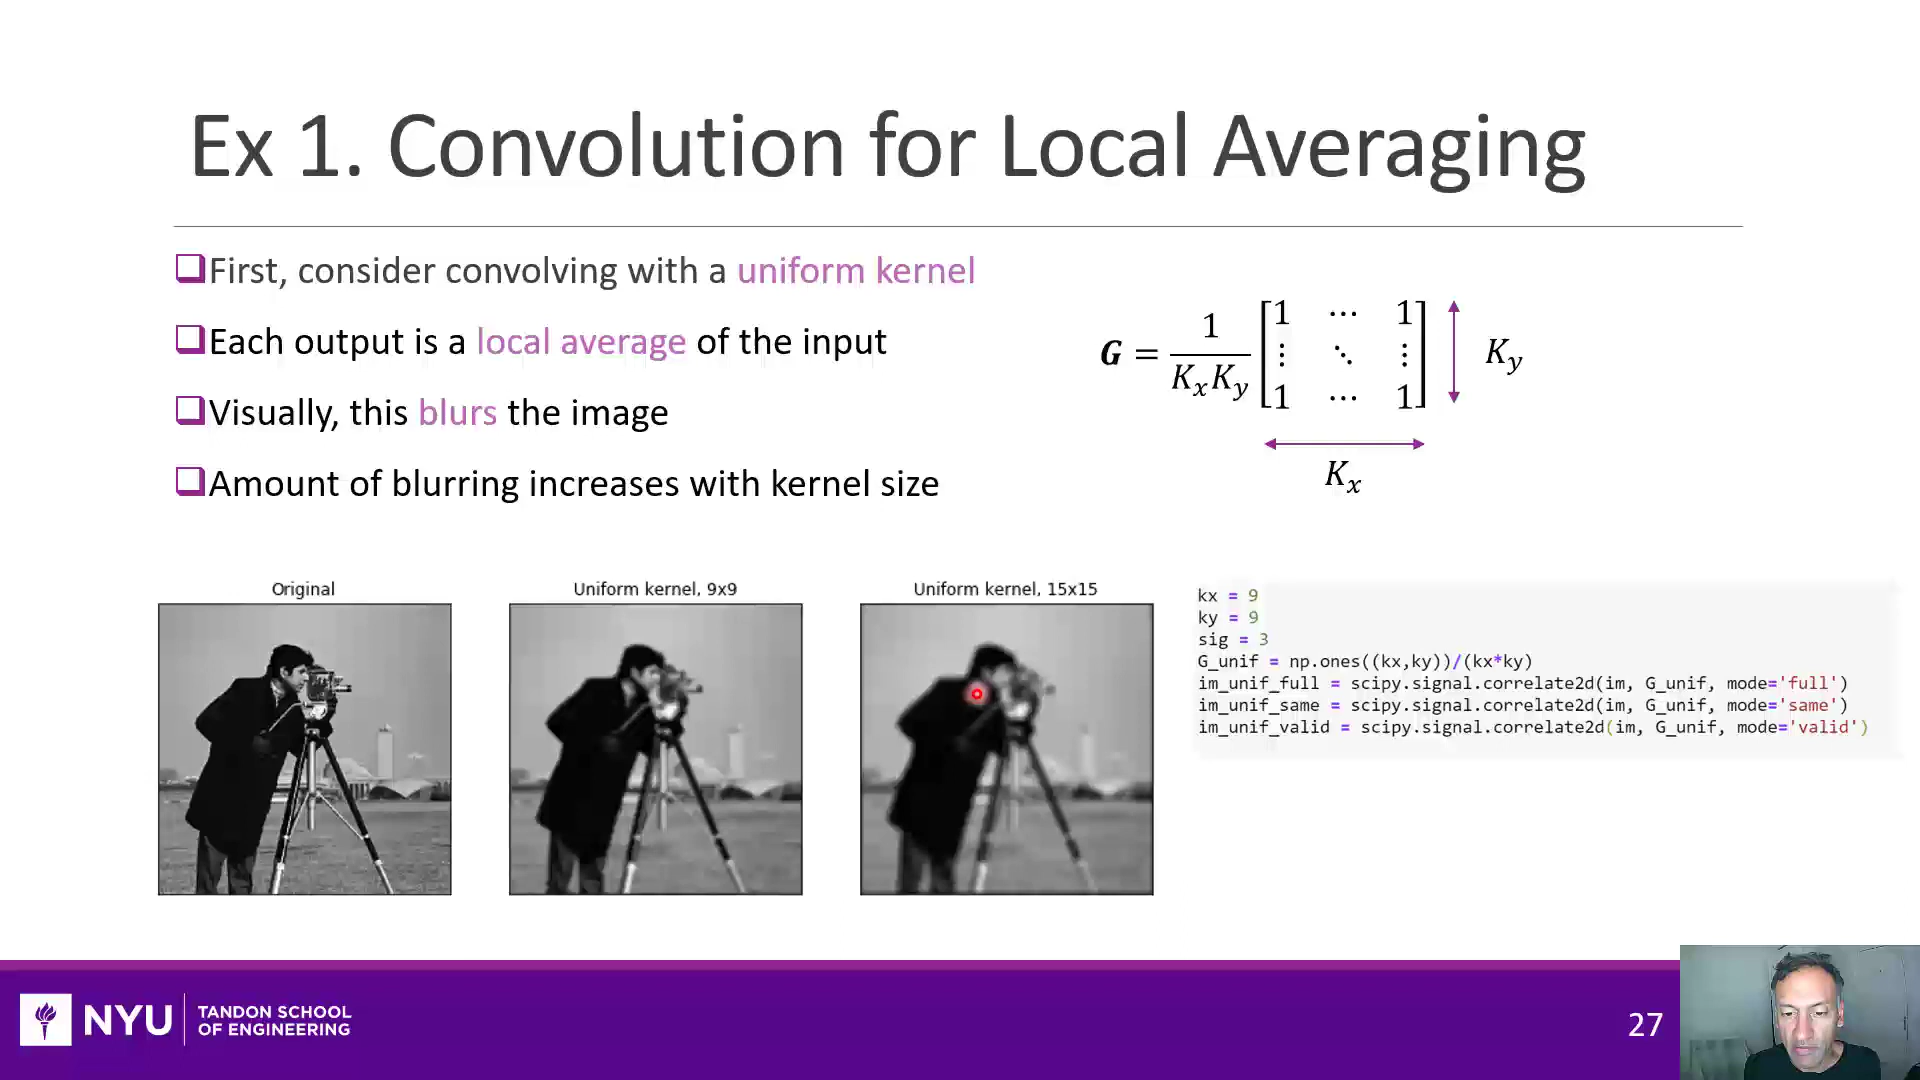 Ex 1. Convolution for Local Averaging
❑First, consider convolving with a uniform kernel
❑Each output is a local average of the input
❑Visually, this blurs the image
❑Amount of blurring increases with kernel size
G = 1/(KₓKᵧ) [1 ⋯ 1
⋮ ⋱ ⋮
1 ⋯ 1]
Kᵧ
Kₓ
Original
Uniform kernel, 9x9
Uniform kernel, 15x15
kx = 9
ky = 9
sig = 3
G_unif = np.ones((kx,ky))/(kx*ky)
im_unif_full = scipy.signal.correlate2d(im, G_unif, mode='full')
im_unif_same = scipy.signal.correlate2d(im, G_unif, mode='same')
im_unif_valid = scipy.signal.correlate2d(im, G_unif, mode='valid')
NYU
TANDON SCHOOL
OF ENGINEERING
27